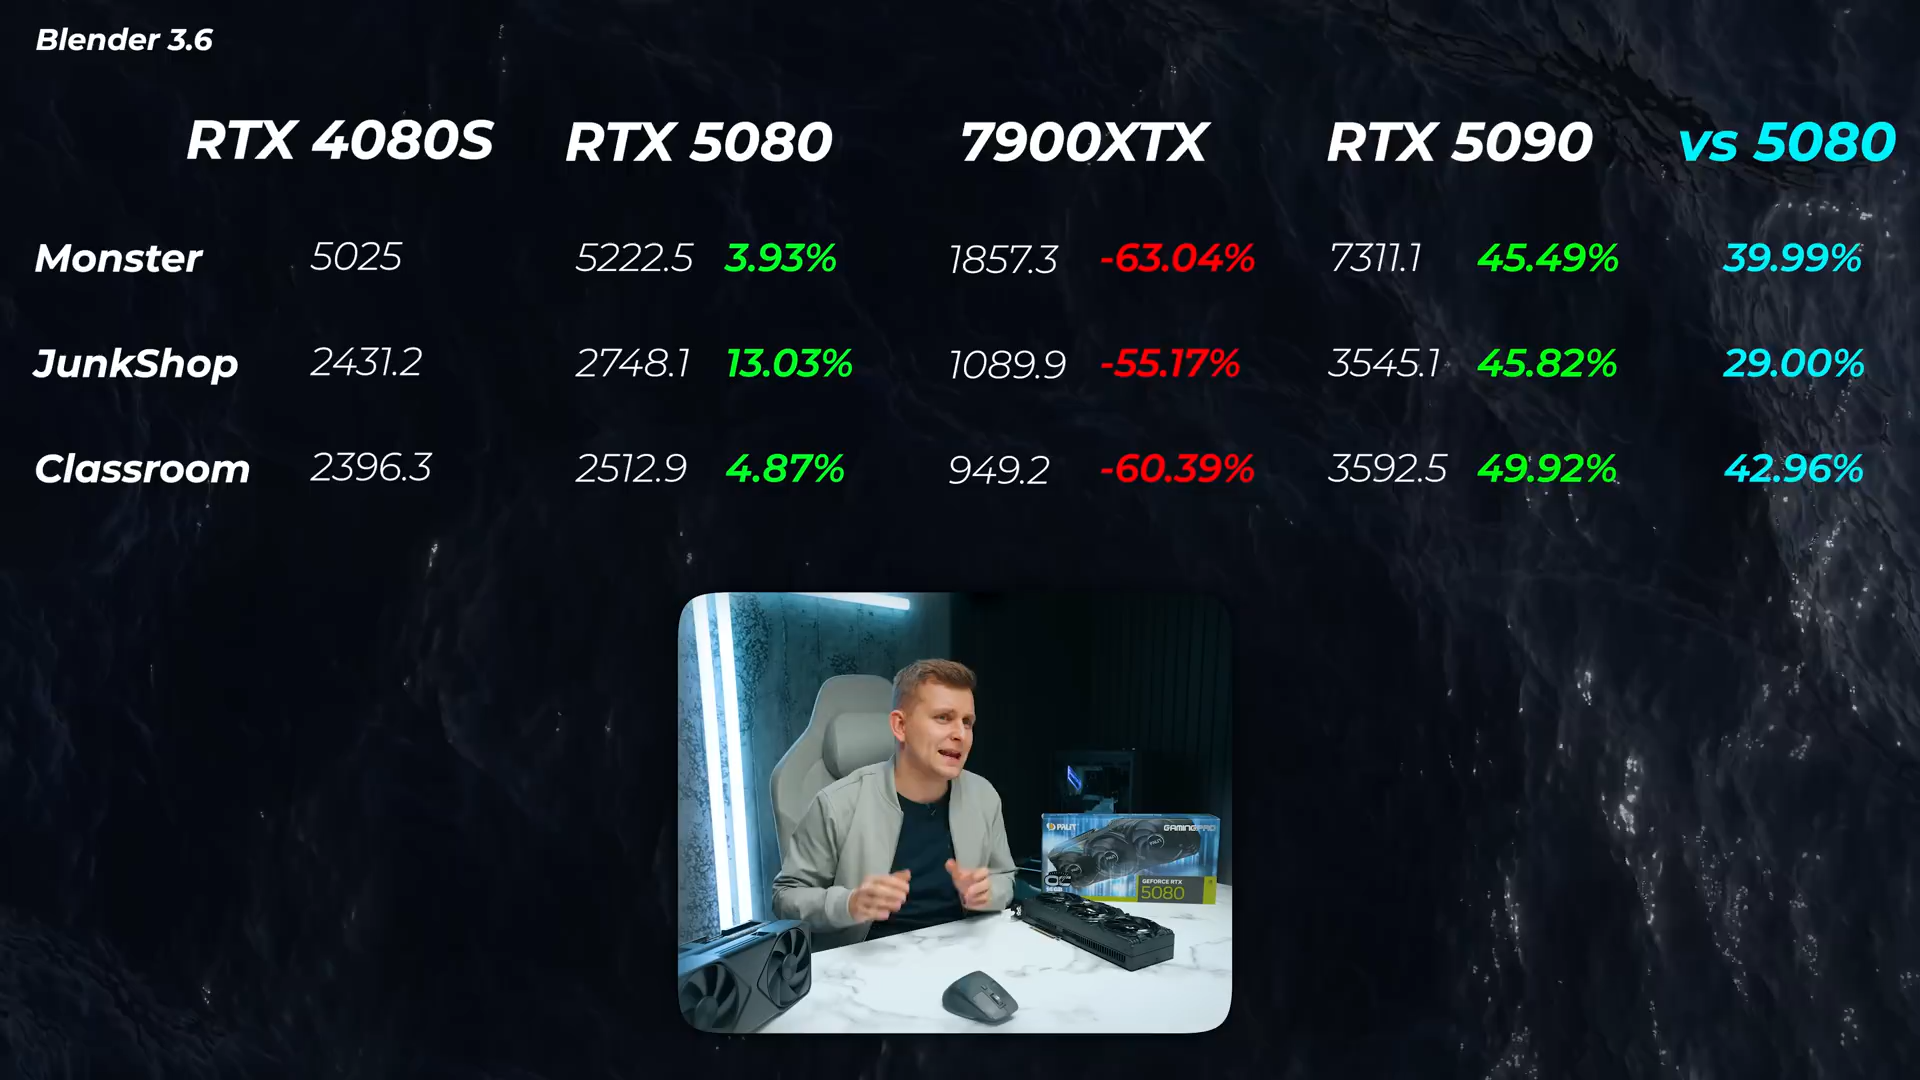 Blender 3.6
RTX 4080S RTX 5080 7900XTX RTX 5090 vs 5080
Monster 5025 5222.5 3.93% 1857.3 -63.04% 7311.1 45.49% 39.99%
JunkShop 2431.2 2748.1 13.03% 1089.9 -55.17% 3545.1 45.82% 29.00%
Classroom 2396.3 2512.9 4.87% 949.2 -60.39% 3592.5 49.92% 42.96%
PALIT GAMINGPRO
GEFORCE RTX
5080